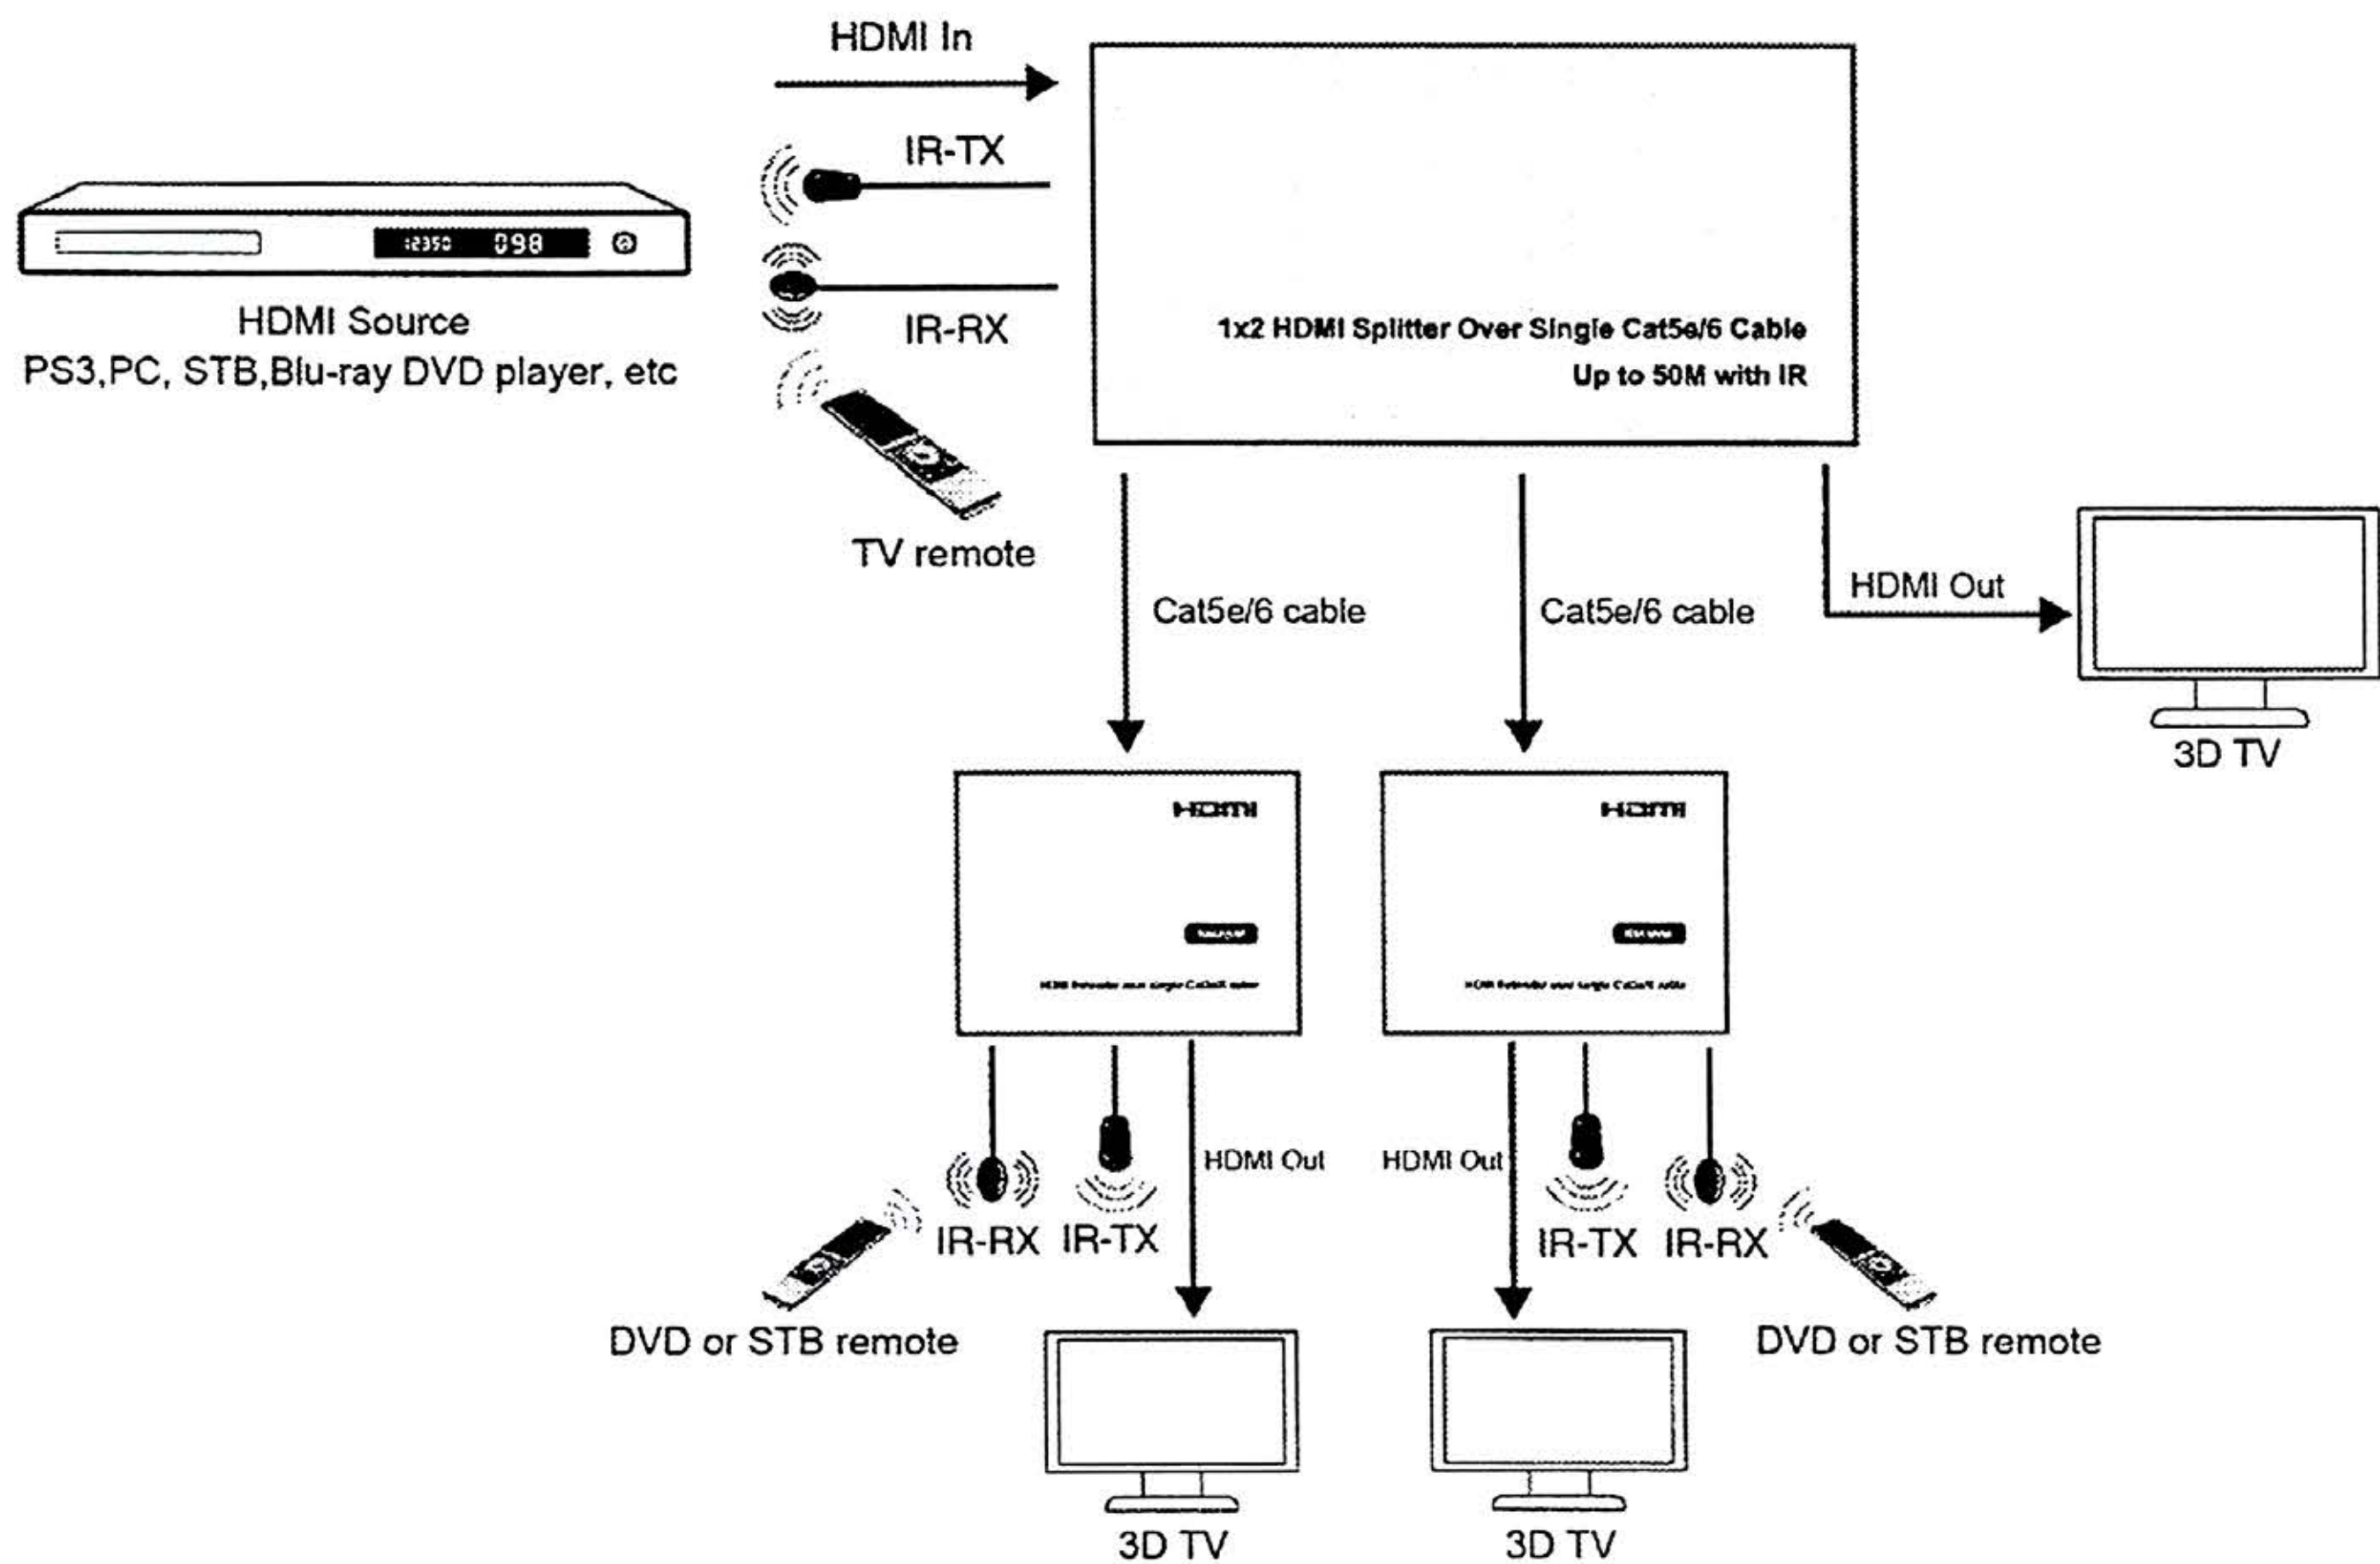 HDMI In
IR-TX
12350 098
HDMI Source
PS3,PC, STB,Blu-ray DVD player, etc
IR-RX
1x2 HDMI Splitter Over Single Cat5e/6 Cable
Up to 50M with IR
TV remote
Cat5e/6 cable
Cat5e/6 cable
HDMI Out
3D TV
HDMI
HDMI
HDMI Out
HDMI Out
IR-RX
IR-TX
IR-TX
IR-RX
DVD or STB remote
DVD or STB remote
3D TV
3D TV